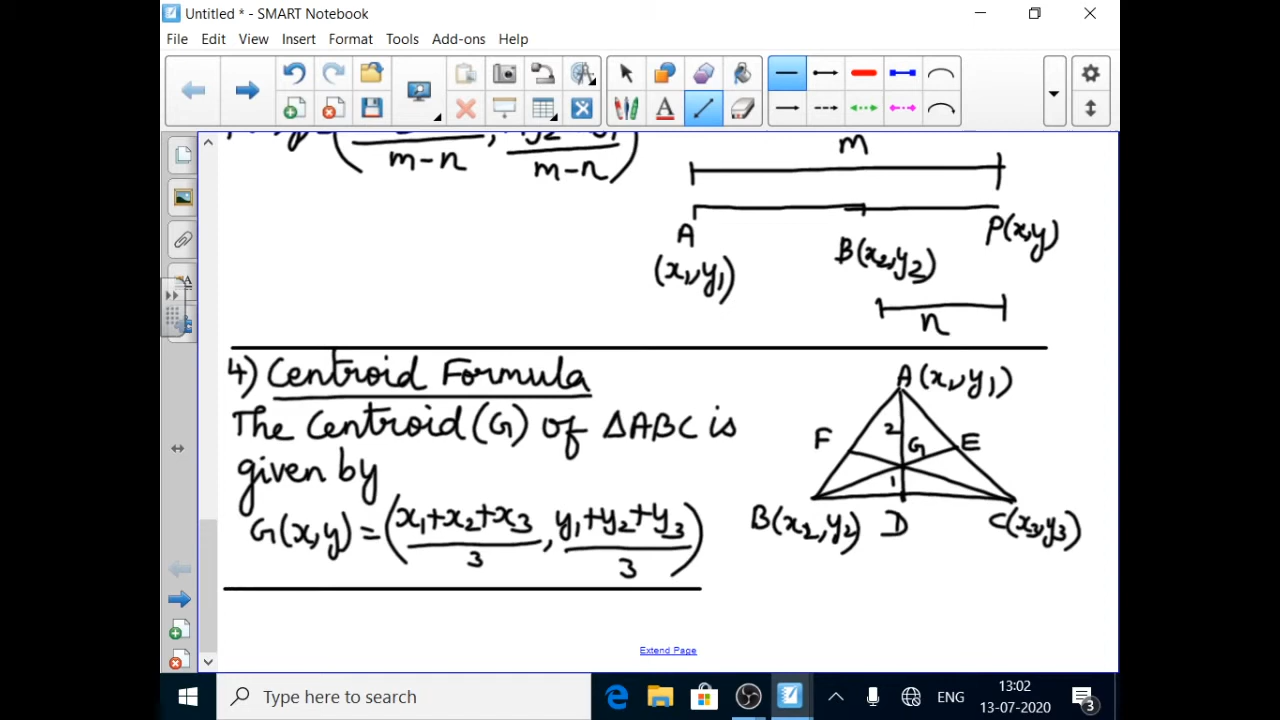 Untitled * - SMART Notebook
File Edit View Insert Format Tools Add-ons Help
m-n , m-n
m
A
(x₁,y₁)
B(x₂,y₂)
P(x,y)
n
4) Centroid Formula
The Centroid (G) of ΔABC is
given by
G(x,y) = (x₁+x₂+x₃/3, y₁+y₂+y₃/3)
A(x₁,y₁)
F
2
G
E
1
B(x₂,y₂)
D
C(x₃,y₃)
Extend Page
Type here to search
ENG
13:02
13-07-2020
3